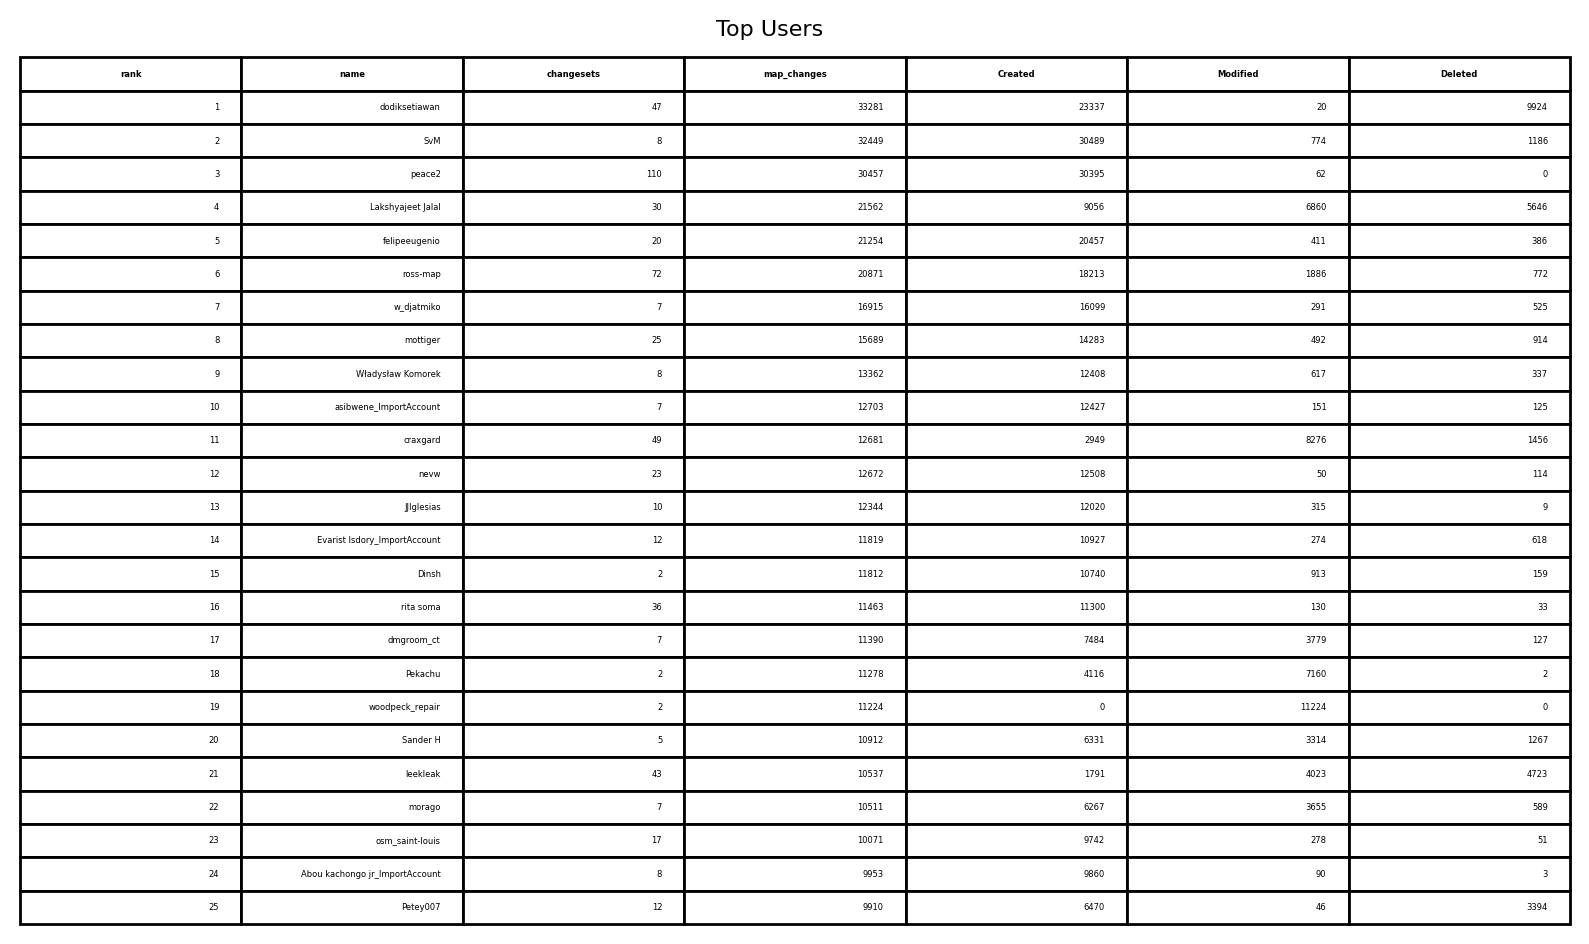 Top Users
rank name changesets map_changes Created Modified Deleted
1 dodiksetiawan 47 33281 23337 20 9924
2 SvM 8 32449 30489 774 1186
3 peace2 110 30457 30395 62 0
4 Lakshyajeet Jalal 30 21562 9056 6860 5646
5 felipeeugenio 20 21254 20457 411 386
6 ross-map 72 20871 18213 1886 772
7 w_djatmiko 7 16915 16099 291 525
8 mottiger 25 15689 14283 492 914
9 Władysław Komorek 8 13362 12408 617 337
10 asibwene_ImportAccount 7 12703 12427 151 125
11 craxgard 49 12681 2949 8276 1456
12 nevw 23 12672 12508 50 114
13 JJIglesias 10 12344 12020 315 9
14 Evarist Isdory_ImportAccount 12 11819 10927 274 618
15 Dinsh 2 11812 10740 913 159
16 rita soma 36 11463 11300 130 33
17 dmgroom_ct 7 11390 7484 3779 127
18 Pekachu 2 11278 4116 7160 2
19 woodpeck_repair 2 11224 0 11224 0
20 Sander H 5 10912 6331 3314 1267
21 leekleak 43 10537 1791 4023 4723
22 morago 7 10511 6267 3655 589
23 osm_saint-louis 17 10071 9742 278 51
24 Abou kachongo jr_ImportAccount 8 9953 9860 90 3
25 Petey007 12 9910 6470 46 3394